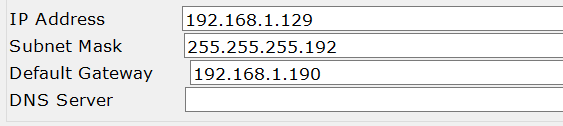 IP Address 192.168.1.129
Subnet Mask 255.255.255.192
Default Gateway 192.168.1.190
DNS Server